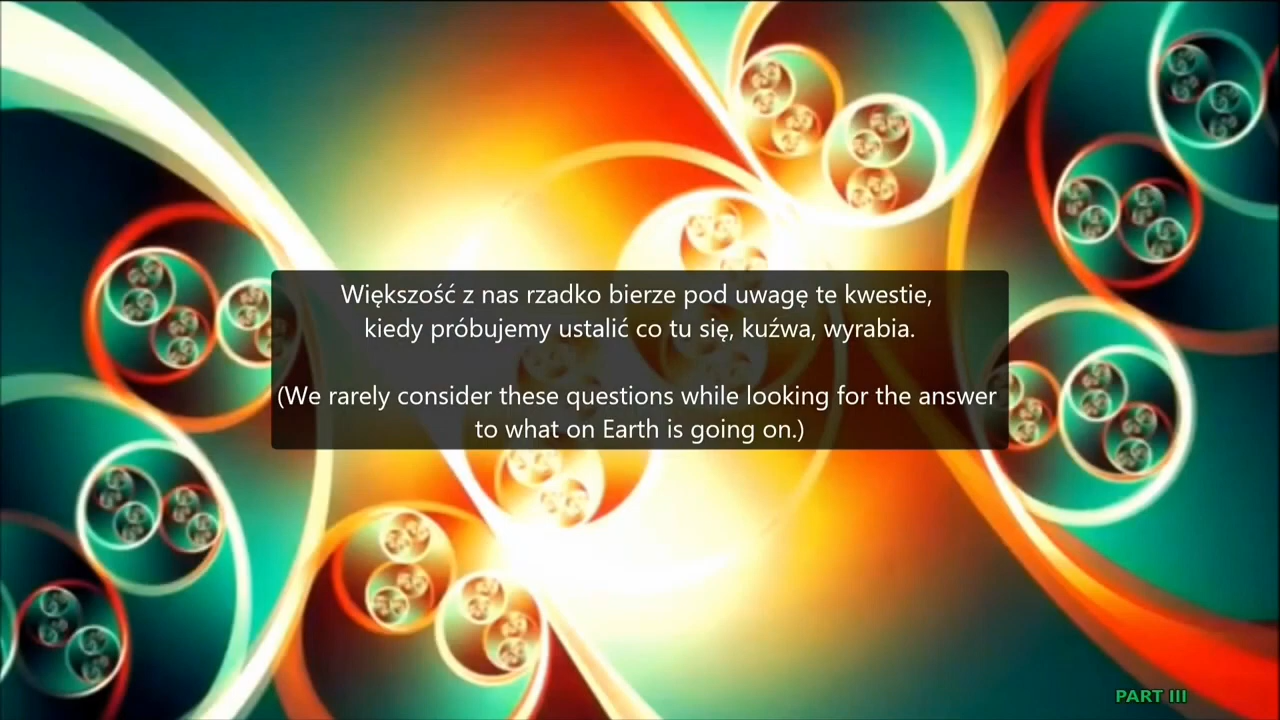 Większość z nas rzadko bierze pod uwagę te kwestie,
kiedy próbujemy ustalić co tu się, kuźwa, wyrabia.
(We rarely consider these questions while looking for the answer
to what on Earth is going on.)
PART III